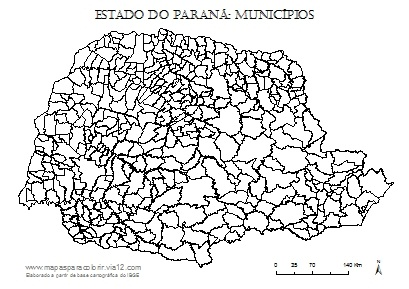 ESTADO DO PARANÁ: MUNICÍPIOS
www.mapasparacolorir.via12.com
Elaborado a partir de base cartográfica do IBGE
0 25 70 140 Km
N